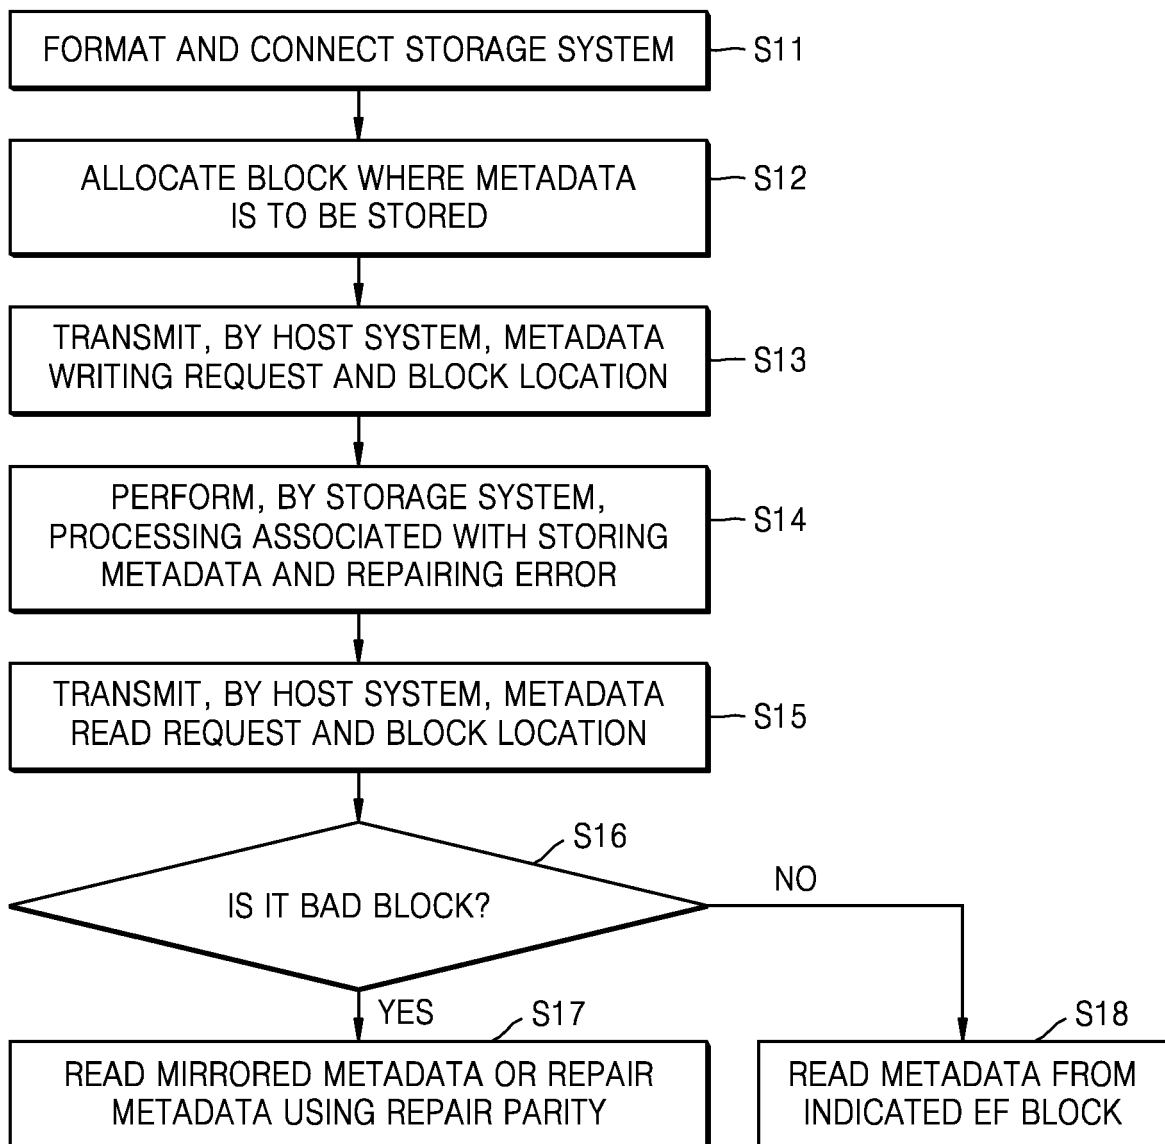 FORMAT AND CONNECT STORAGE SYSTEM
S11
ALLOCATE BLOCK WHERE METADATA
IS TO BE STORED
S12
TRANSMIT, BY HOST SYSTEM, METADATA
WRITING REQUEST AND BLOCK LOCATION
S13
PERFORM, BY STORAGE SYSTEM,
PROCESSING ASSOCIATED WITH STORING
METADATA AND REPAIRING ERROR
S14
TRANSMIT, BY HOST SYSTEM, METADATA
READ REQUEST AND BLOCK LOCATION
S15
S16
IS IT BAD BLOCK?
NO
YES
S17
READ MIRRORED METADATA OR REPAIR
METADATA USING REPAIR PARITY
S18
READ METADATA FROM
INDICATED EF BLOCK